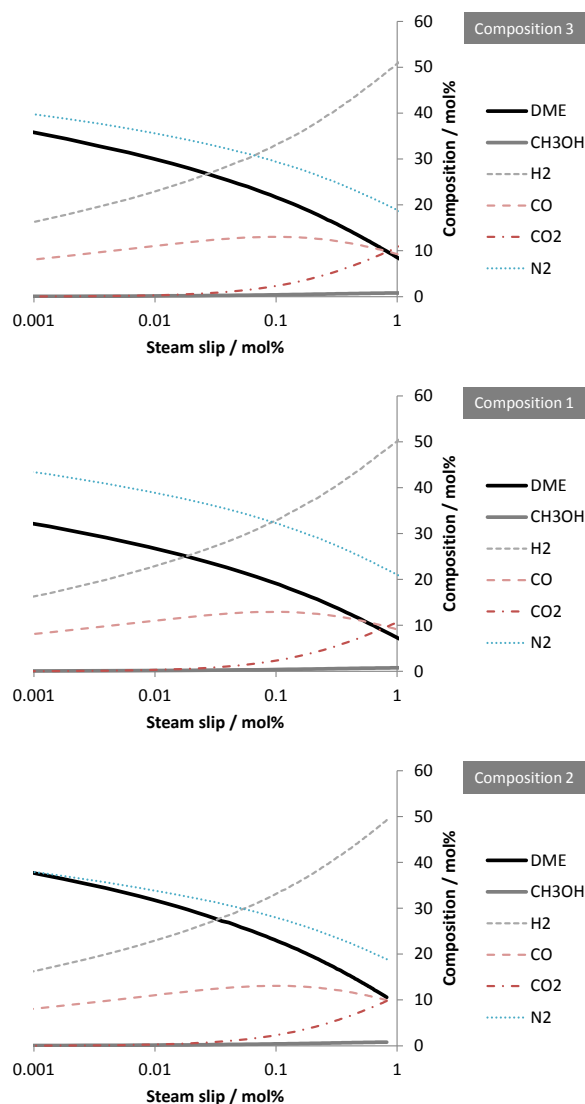 Composition 3
60
50
40
30
20
10
0
Composition / mol%
DME
CH3OH
H2
CO
CO2
N2
0.001 0.01 0.1 1
Steam slip / mol%
Composition 1
60
50
40
30
20
10
0
Composition / mol%
DME
CH3OH
H2
CO
CO2
N2
0.001 0.01 0.1 1
Steam slip / mol%
Composition 2
60
50
40
30
20
10
0
Composition / mol%
DME
CH3OH
H2
CO
CO2
N2
0.001 0.01 0.1 1
Steam slip / mol%